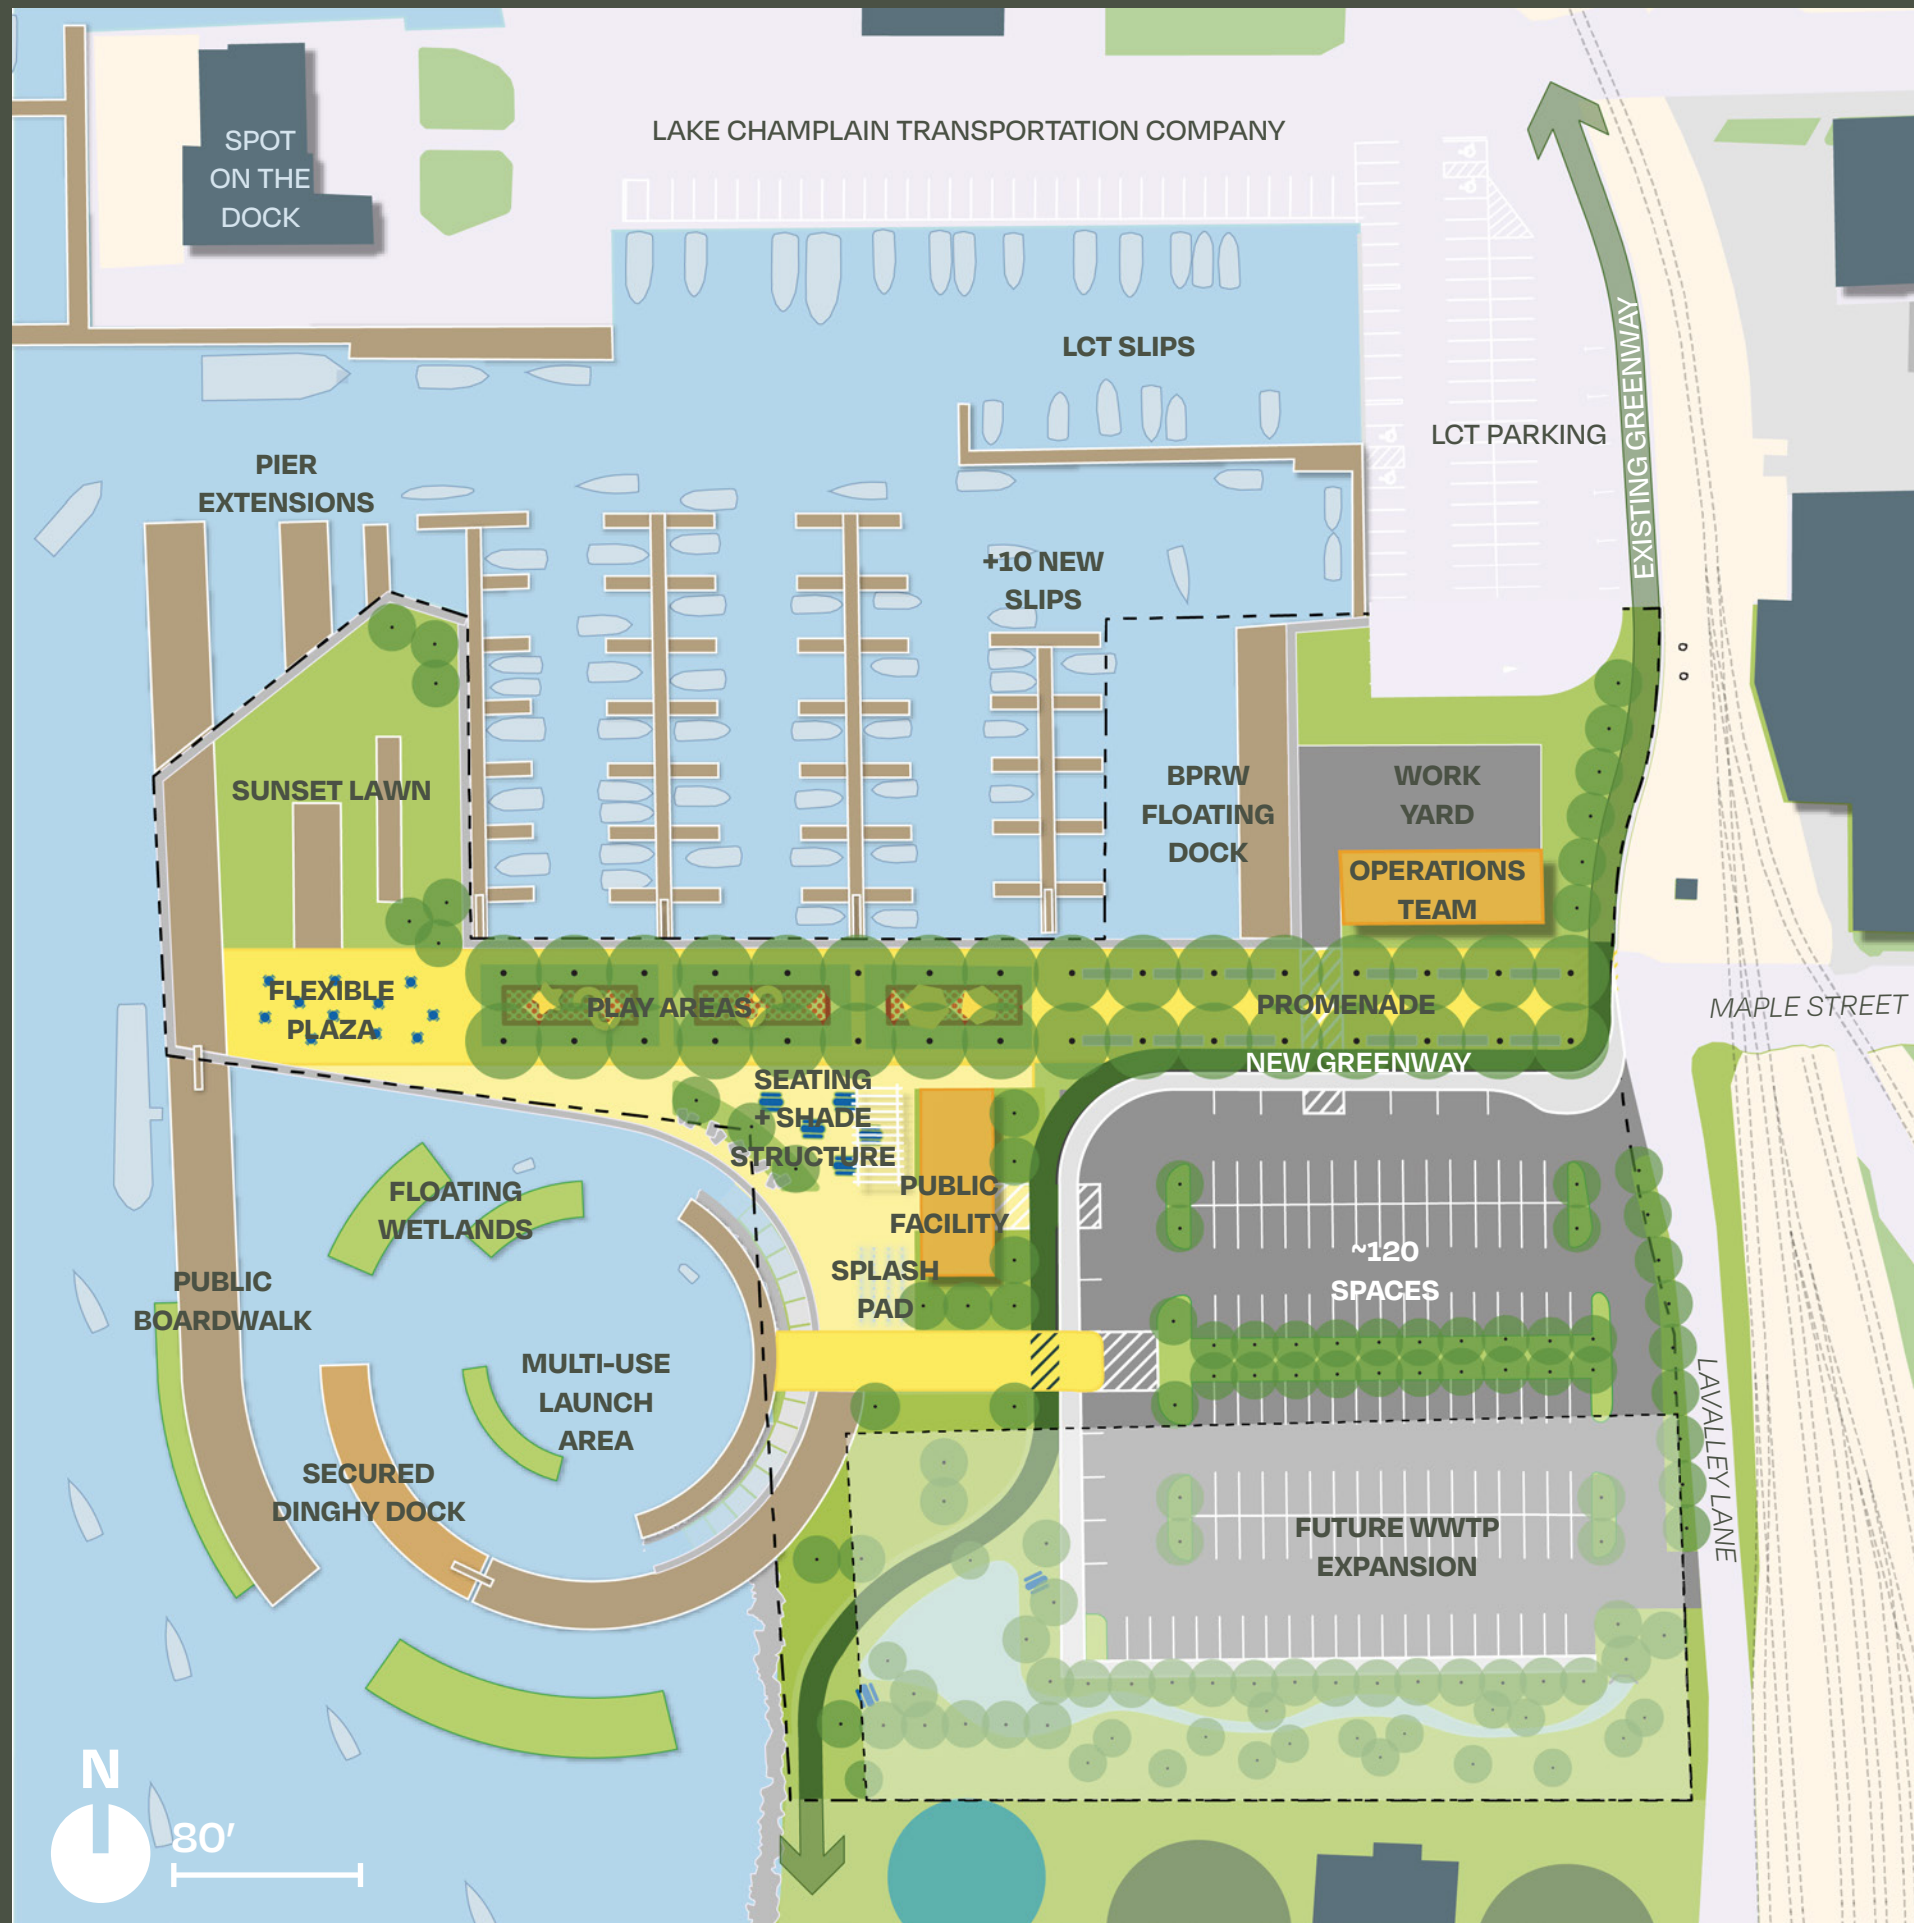 SPOT
ON THE
DOCK
LAKE CHAMPLAIN TRANSPORTATION COMPANY
LCT SLIPS
LCT PARKING
EXISTING GREENWAY
PIER
EXTENSIONS
+10 NEW
SLIPS
SUNSET LAWN
BPRW
FLOATING
DOCK
WORK
YARD
OPERATIONS
TEAM
FLEXIBLE
PLAZA
PLAY AREAS
PROMENADE
MAPLE STREET
NEW GREENWAY
SEATING
+ SHADE
STRUCTURE
PUBLIC
FACILITY
FLOATING
WETLANDS
SPLASH
PAD
~120
SPACES
PUBLIC
BOARDWALK
MULTI-USE
LAUNCH
AREA
SECURED
DINGHY DOCK
LAVALLEY LANE
FUTURE WWTP
EXPANSION
N
80'